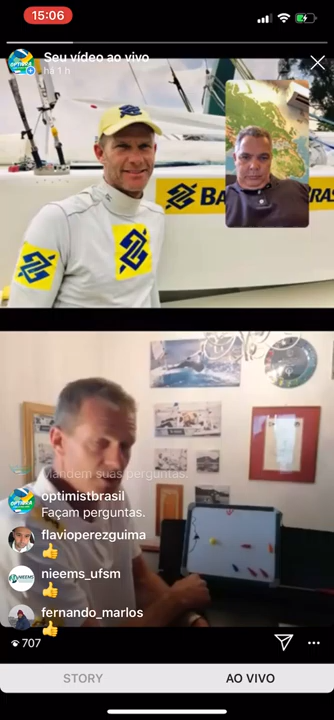 15:06
Seu vídeo ao vivo
há 1 h
BA
RAS
Mandem suas perguntas.
optimistbrasil
Façam perguntas.
flavioperezguima
👍
nieems_ufsm
👍
fernando_marlos
👍
707
STORY
AO VIVO